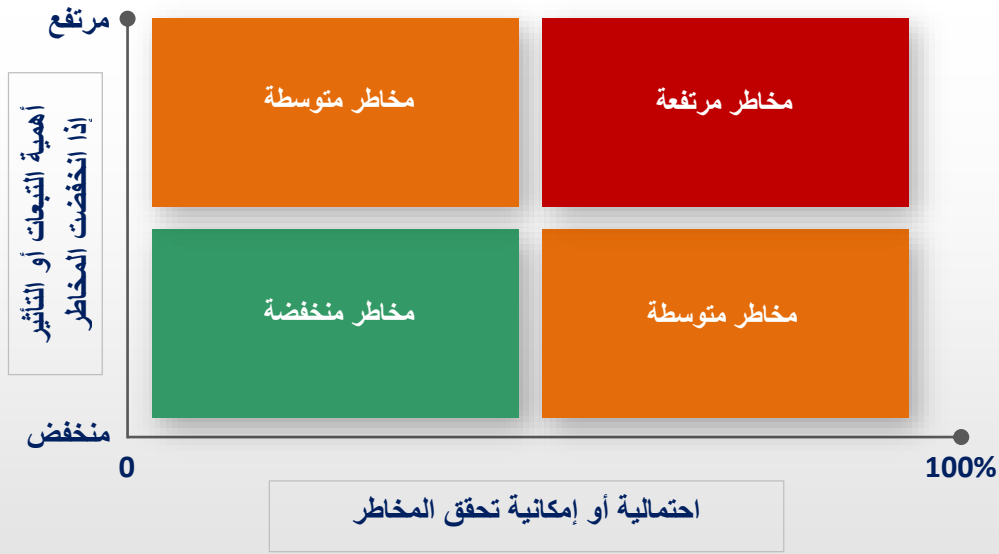 مرتفع
أهمية التبعات أو التأثير
إذا انخفضت المخاطر
مخاطر متوسطة
مخاطر مرتفعة
مخاطر منخفضة
مخاطر متوسطة
منخفض
0
100%
احتمالية أو إمكانية تحقق المخاطر